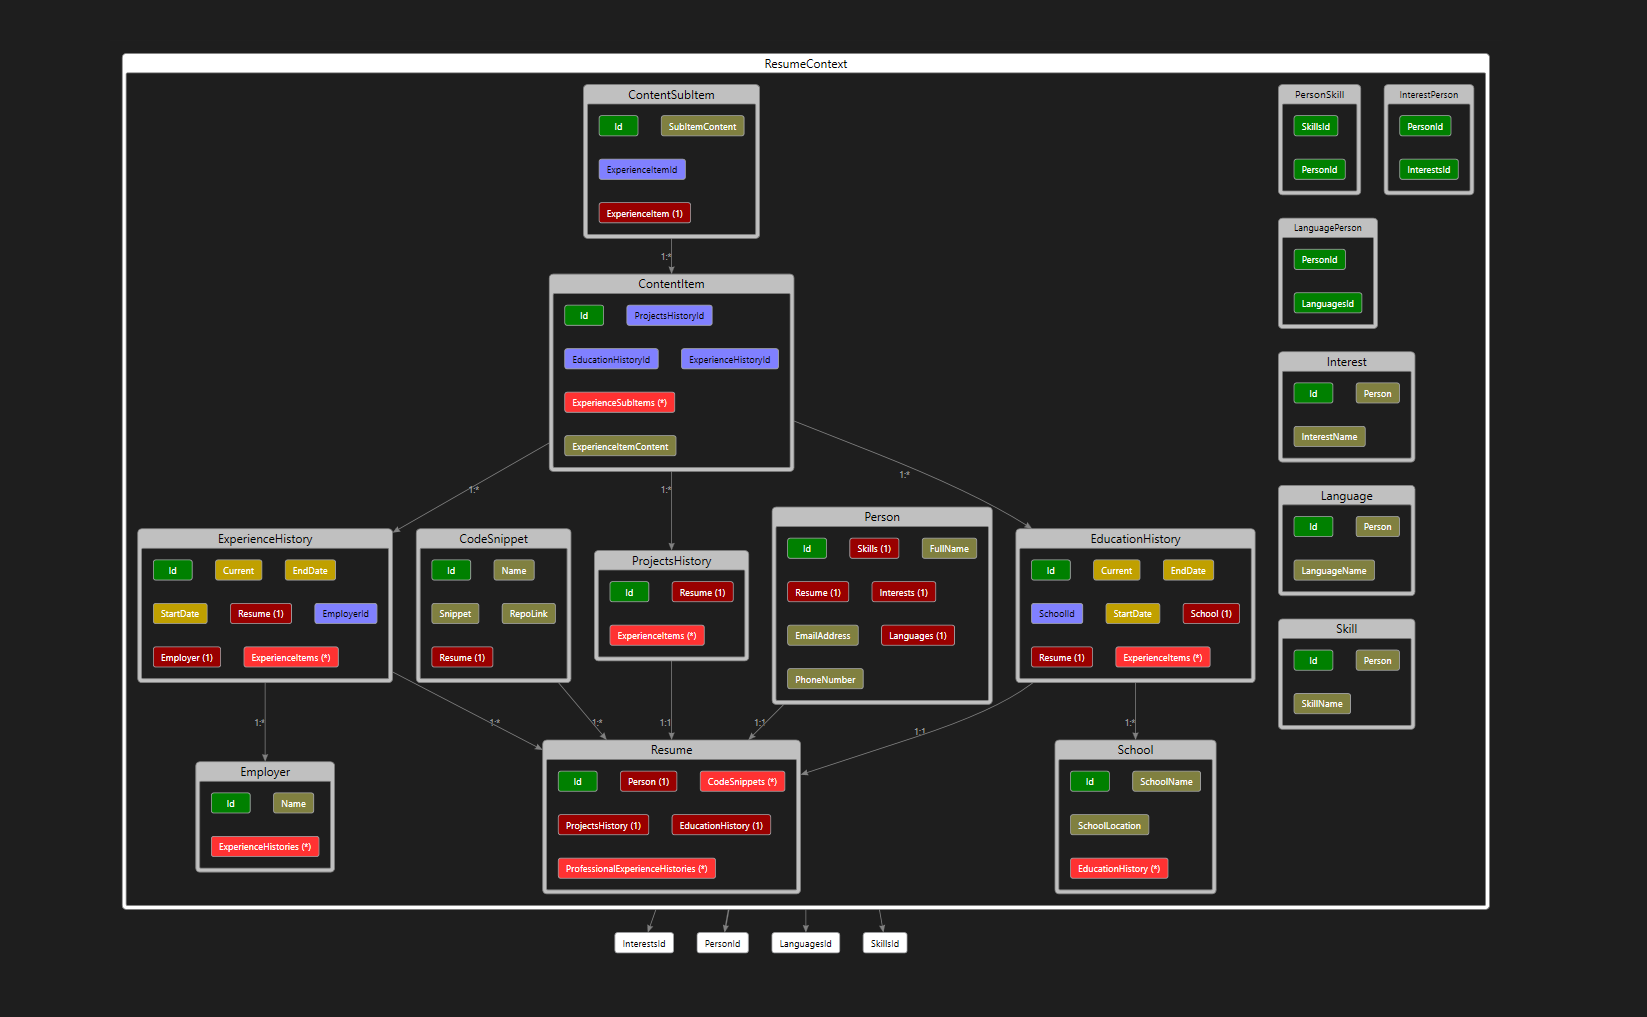 ResumeContext
ContentSubItem
Id SubItemContent
ExperienceItemId
ExperienceItem (1)
1:*
ContentItem
Id ProjectsHistoryId
EducationHistoryId ExperienceHistoryId
ExperienceSubItems (*)
ExperienceItemContent
1:*
1:*
1:*
ExperienceHistory
Id Current EndDate
StartDate Resume (1) EmployerId
Employer (1) ExperienceItems (*)
CodeSnippet
Id Name
Snippet RepoLink
Resume (1)
ProjectsHistory
Id Resume (1)
ExperienceItems (*)
Person
Id Skills (1) FullName
Resume (1) Interests (1)
EmailAddress Languages (1)
PhoneNumber
EducationHistory
Id Current EndDate
SchoolId StartDate School (1)
Resume (1) ExperienceItems (*)
1:*
1:*
1:*
1:1
1:1
1:1
1:*
Employer
Id Name
ExperienceHistories (*)
Resume
Id Person (1) CodeSnippets (*)
ProjectsHistory (1) EducationHistory (1)
ProfessionalExperienceHistories (*)
School
Id SchoolName
SchoolLocation
EducationHistory (*)
PersonSkill
SkillsId
PersonId
InterestPerson
PersonId
InterestsId
LanguagePerson
PersonId
LanguagesId
Interest
Id Person
InterestName
Language
Id Person
LanguageName
Skill
Id Person
SkillName
InterestsId PersonId LanguagesId SkillsId